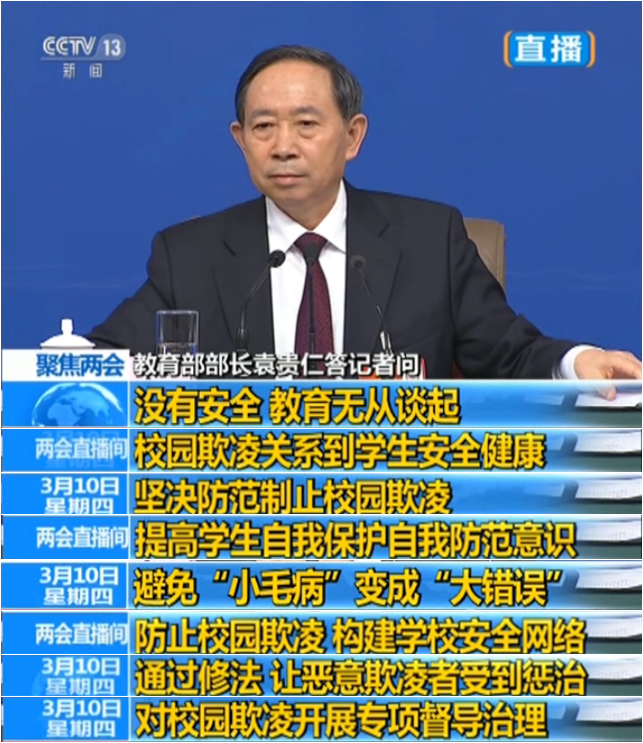 CCTV 13
新闻
直播
聚焦两会 教育部部长袁贵仁答记者问
没有安全 教育无从谈起
两会直播间 校园欺凌关系到学生安全健康
3月10日
星期四
坚决防范制止校园欺凌
两会直播间 提高学生自我保护自我防范意识
3月10日
星期四
避免“小毛病”变成“大错误”
两会直播间 防止校园欺凌 构建学校安全网络
3月10日
星期四
通过修法 让恶意欺凌者受到惩治
3月10日
星期四
对校园欺凌开展专项督导治理